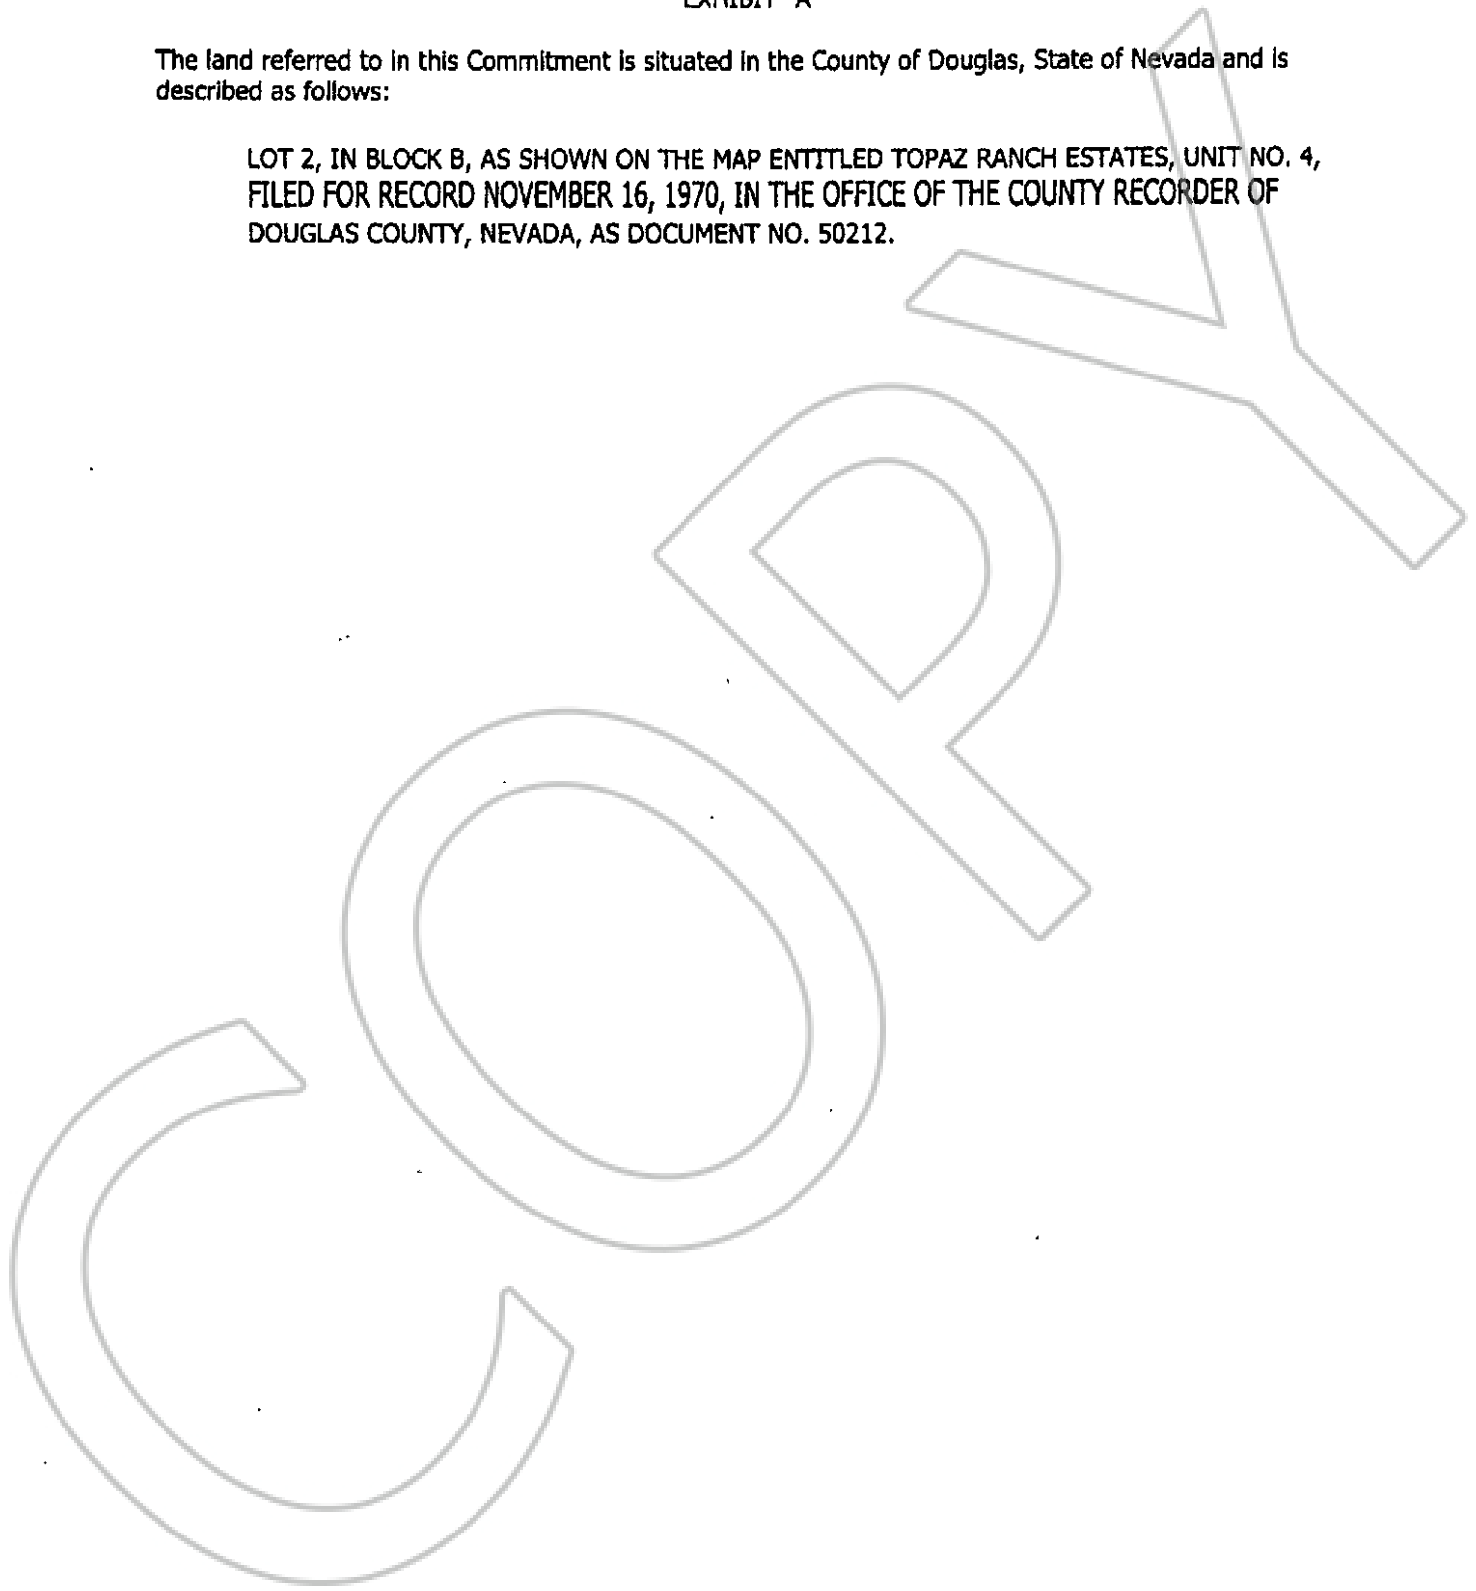 EXHIBIT "A"
The land referred to in this Commitment is situated in the County of Douglas, State of Nevada and is
described as follows:
LOT 2, IN BLOCK B, AS SHOWN ON THE MAP ENTITLED TOPAZ RANCH ESTATES, UNIT NO. 4,
FILED FOR RECORD NOVEMBER 16, 1970, IN THE OFFICE OF THE COUNTY RECORDER OF
DOUGLAS COUNTY, NEVADA, AS DOCUMENT NO. 50212.
COPY